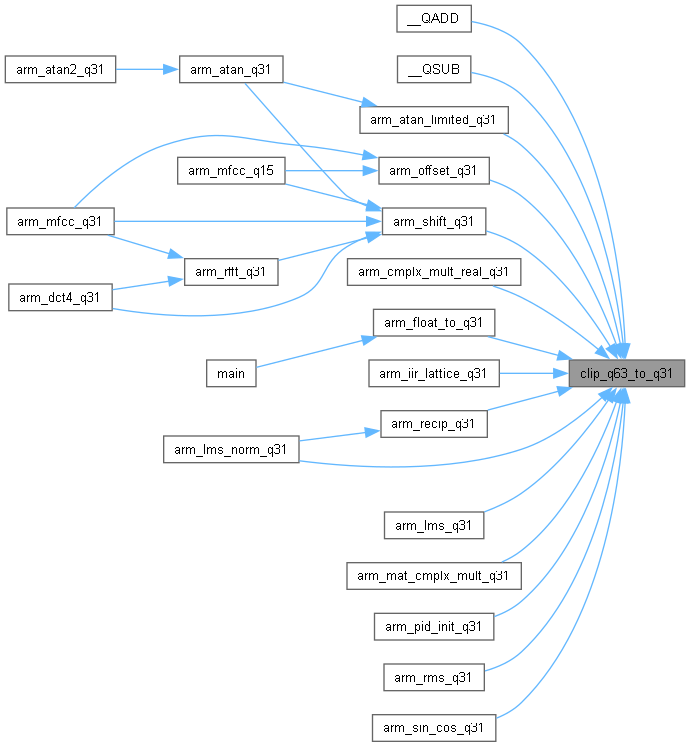 __QADD
__QSUB
arm_atan2_q31
arm_atan_q31
arm_atan_limited_q31
arm_mfcc_q15
arm_offset_q31
arm_mfcc_q31
arm_shift_q31
arm_rfft_q31
arm_cmplx_mult_real_q31
arm_dct4_q31
arm_float_to_q31
main
arm_iir_lattice_q31
clip_q63_to_q31
arm_recip_q31
arm_lms_norm_q31
arm_lms_q31
arm_mat_cmplx_mult_q31
arm_pid_init_q31
arm_rms_q31
arm_sin_cos_q31